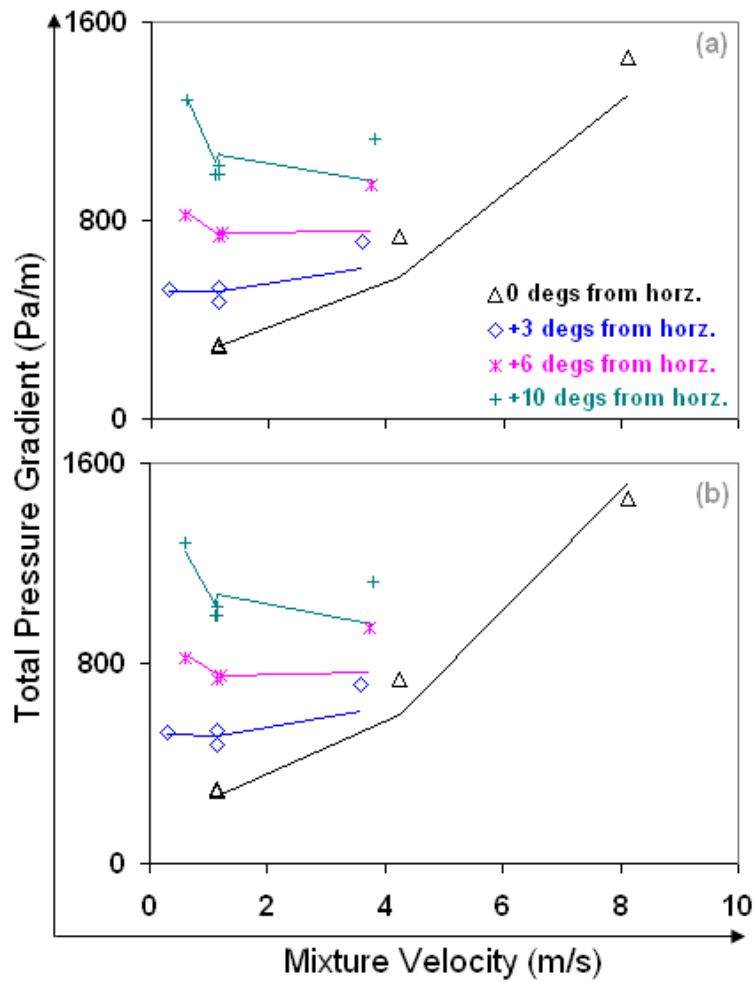 1600
(a)
800
0 degs from horz.
+3 degs from horz.
+6 degs from horz.
+10 degs from horz.
0
1600
(b)
800
0
0 2 4 6 8 10
Total Pressure Gradient (Pa/m)
Mixture Velocity (m/s)